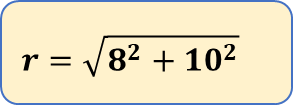 r = √(8² + 10²)